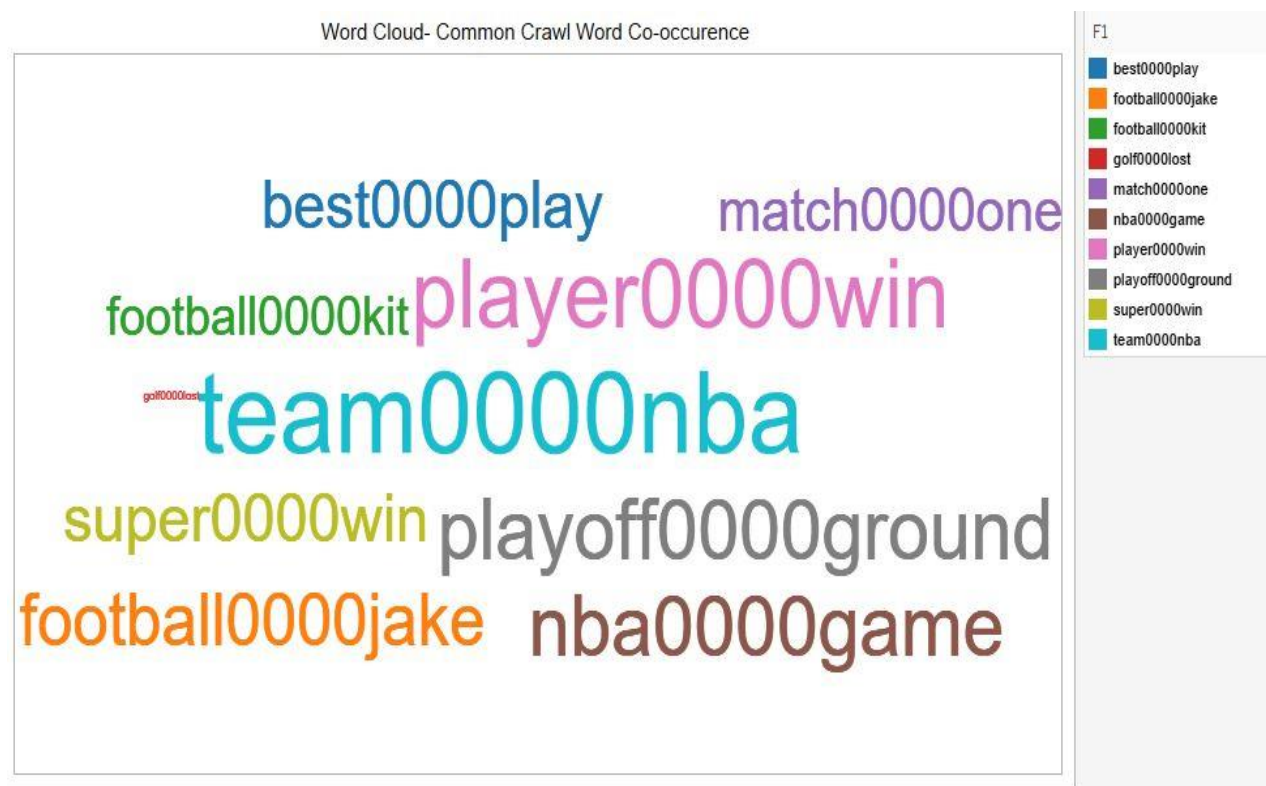 Word Cloud- Common Crawl Word Co-occurence
best0000play
match0000one
football0000kit
player0000win
golf0000lost
team0000nba
super0000win
playoff0000ground
football0000jake
nba0000game
F1
best0000play
football0000jake
football0000kit
golf0000lost
match0000one
nba0000game
player0000win
playoff0000ground
super0000win
team0000nba